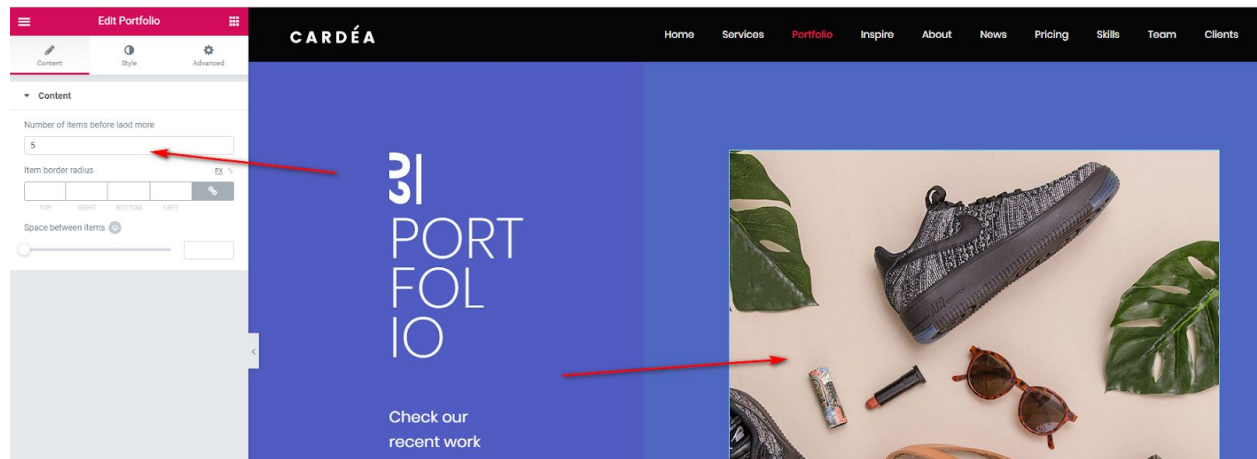 Edit Portfolio
Content
Style
Advanced
Content
Number of items before laod more
5
Item border radius
PX %
TOP
RIGHT
BOTTOM
LEFT
Space between items
CARDÉA
Home
Services
Portfolio
Inspire
About
News
Pricing
Skills
Team
Clients
PORT
FOL
IO
Check our
recent work